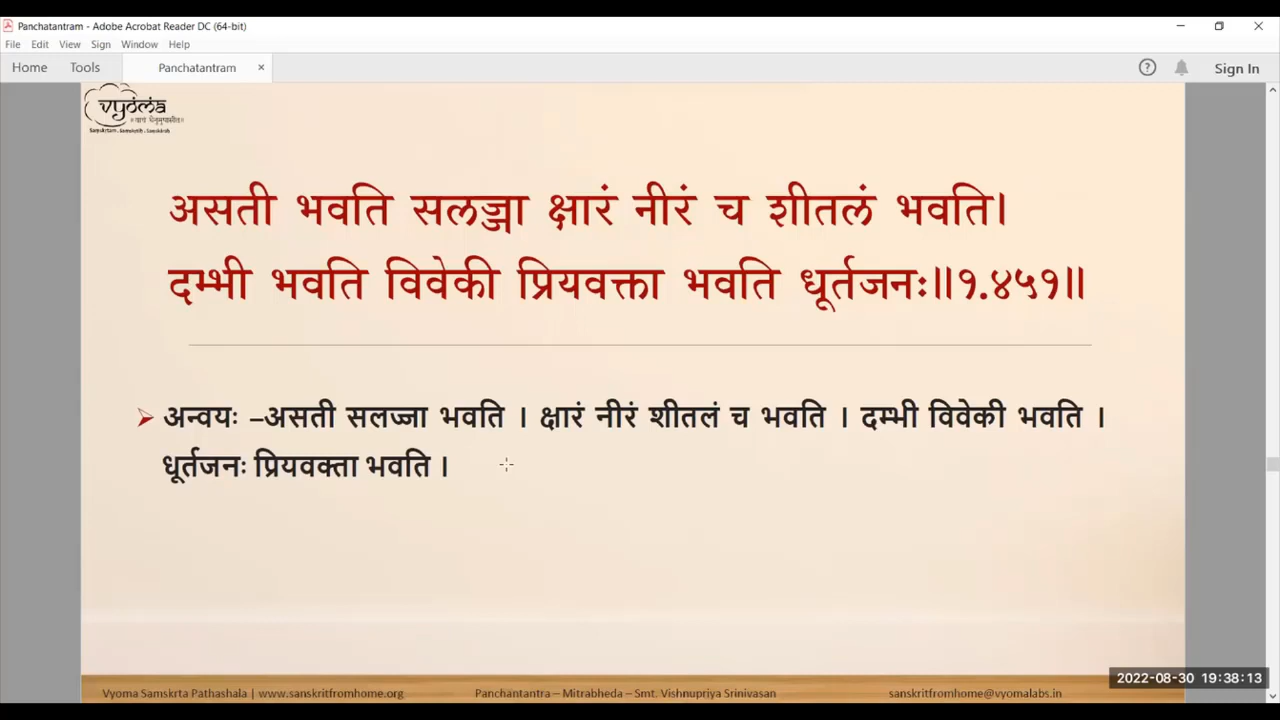 Panchatantram - Adobe Acrobat Reader DC (64-bit)
File Edit View Sign Window Help
Home Tools Panchatantram × Sign In
vyoma
॥वाचं धेनुमुपासीत॥
Samskrtam. Samskriti. Samskara
असती भवति सलज्जा क्षारं नीरं च शीतलं भवति।
दम्भी भवति विवेकी प्रियवक्ता भवति धूर्तजनः॥१.४५१॥
अन्वयः –असती सलज्जा भवति । क्षारं नीरं शीतलं च भवति । दम्भी विवेकी भवति ।
धूर्तजनः प्रियवक्ता भवति ।
Vyoma Samskrta Pathashala | www.sanskritfromhome.org Panchantantra – Mitrabheda – Smt. Vishnupriya Srinivasan sanskritfromhome@vyomalabs.in
2022-08-30 19:38:13